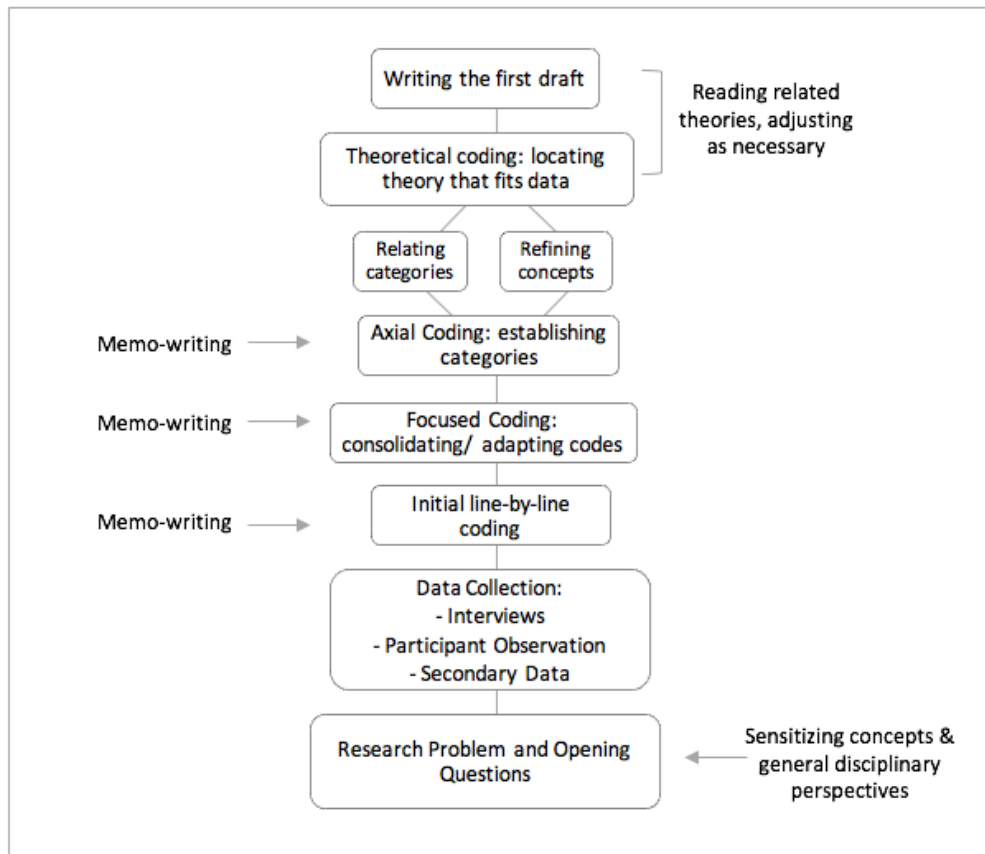 Writing the first draft
Reading related
theories, adjusting
as necessary
Theoretical coding: locating
theory that fits data
Relating
categories
Refining
concepts
Memo-writing
Axial Coding: establishing
categories
Memo-writing
Focused Coding:
consolidating/ adapting codes
Memo-writing
Initial line-by-line
coding
Data Collection:
- Interviews
- Participant Observation
- Secondary Data
Research Problem and Opening
Questions
Sensitizing concepts &
general disciplinary
perspectives